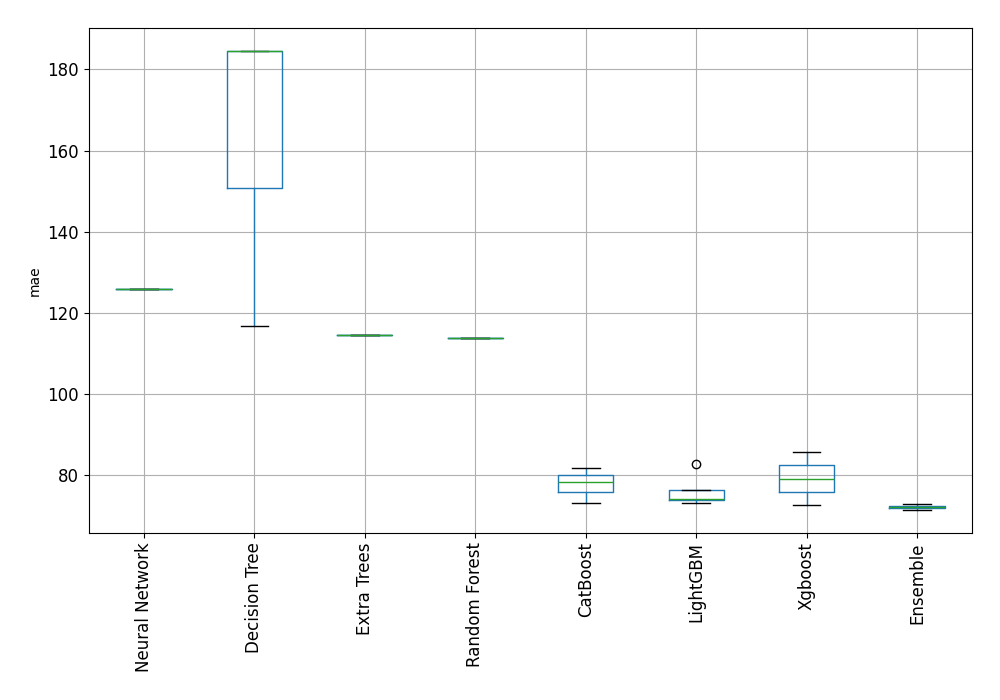 180
160
140
120
100
80
mae
Neural Network
Decision Tree
Extra Trees
Random Forest
CatBoost
LightGBM
Xgboost
Ensemble